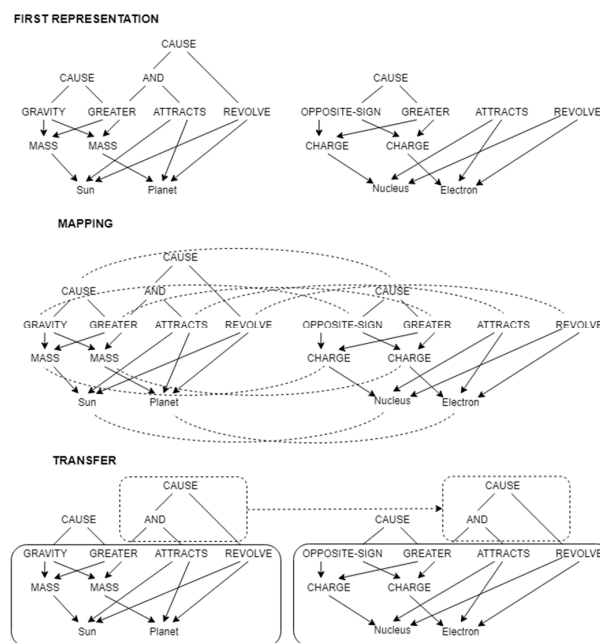 FIRST REPRESENTATION
CAUSE
CAUSE AND CAUSE
GRAVITY GREATER ATTRACTS REVOLVE OPPOSITE-SIGN GREATER ATTRACTS REVOLVE
MASS MASS CHARGE CHARGE
Sun Planet Nucleus Electron
MAPPING
CAUSE
CAUSE AND CAUSE
GRAVITY GREATER ATTRACTS REVOLVE OPPOSITE-SIGN GREATER ATTRACTS REVOLVE
MASS MASS CHARGE CHARGE
Sun Planet Nucleus Electron
TRANSFER
CAUSE CAUSE
CAUSE AND CAUSE AND
GRAVITY GREATER ATTRACTS REVOLVE OPPOSITE-SIGN GREATER ATTRACTS REVOLVE
MASS MASS CHARGE CHARGE
Sun Planet Nucleus Electron